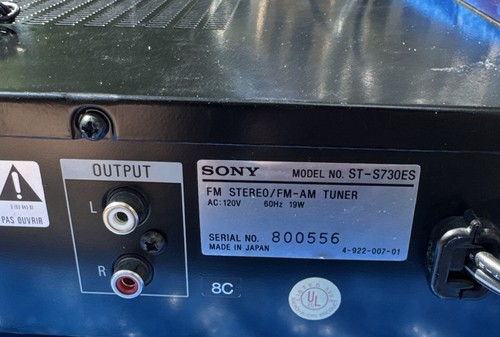 OUTPUT
L
R
PAS OUVRIR
SONY MODEL NO. ST-S730ES
FM STEREO/FM-AM TUNER
AC:120V 60Hz 19W
SERIAL NO. 800556
MADE IN JAPAN 4-922-007-01
8C
UL